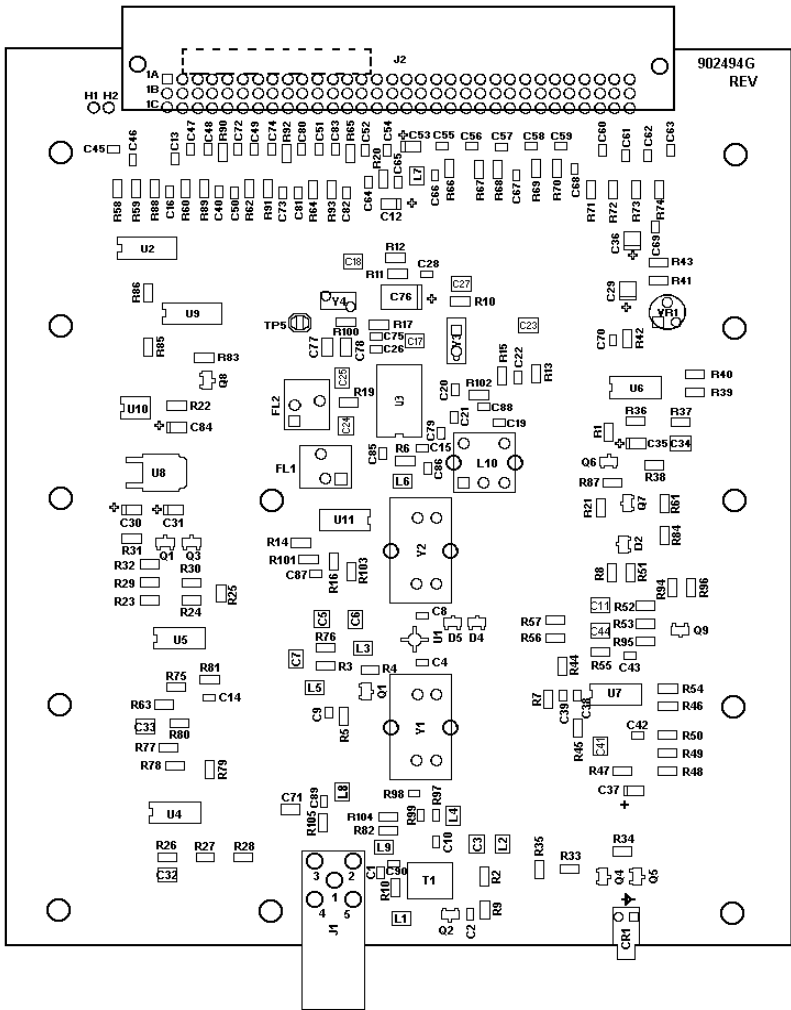 J2
902494G
REV
1A
1B
1C
H1 H2
C45
C46
C13
C47
C48
R90
C72
C49
C74
R92
C80
C51
C83
R65
C52
C54
C53
C55
C56
C57
C58
C59
C60
C61
C62
C63
R20
C65
L7
C64
C12
C66
R66
R67
R68
C67
R69
R70
C68
R71
R72
R73
R74
R58
R59
R88
C16
R60
R89
C40
C50
R62
R91
C73
C81
R64
R93
C82
C36
C69
U2
R12
C18
R11
C28
R43
R41
R86
C76
C27
R10
C29
U9
Y4
VR1
TP5
R100
R17
C75
C26
C17
Y3
C23
C70
R42
R85
C77
C78
R83
Q8
C25
R15
C22
R13
R40
R39
FL2
R19
U3
C20
R102
C88
U6
U10
R22
C84
C24
C21
C19
R36
R37
C79
R1
C35
C34
FL1
C85
R6
C15
C86
L10
Q6
R38
U8
L6
R87
C30
C31
R21
Q7
R61
U11
R31
Q1
Q3
R14
Y2
D2
R84
R32
R101
R16
R103
C87
R29
R30
R8
R51
R94
R96
R23
R24
R25
C11
R52
C5
C6
C8
U1
D5
D4
R57
R56
C44
R53
R95
Q9
U5
R76
L3
C7
R3
R4
C4
R55
C43
R44
R75
R81
L5
Q1
R7
C39
C38
U7
R54
R46
R63
C14
C33
R80
C9
R5
Y1
R45
C41
C42
R50
R77
R49
R78
R79
R47
R48
C71
C89
L8
R98
R99
R97
C37
U4
R105
R104
R82
L4
R26
R27
R28
L9
C10
C3
L2
R35
R34
R33
C32
3
2
1
4
5
C1
C90
R10
T1
R2
Q4
Q5
J1
L1
Q2
C2
R9
CR1